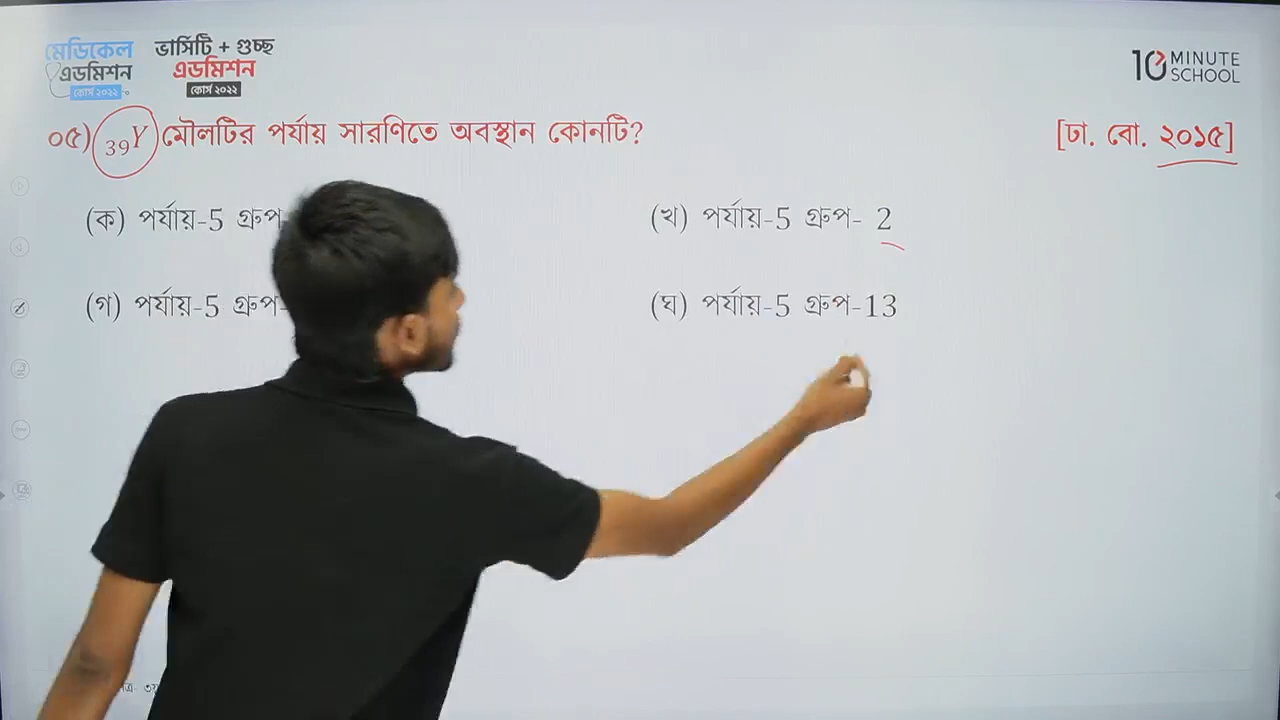 মেডিকেল
এডমিশন
কোর্স ২০২২
ভার্সিটি + গুচ্ছ
এডমিশন
কোর্স ২০২২
10 MINUTE SCHOOL
০৫) ₃₉Y মৌলটির পর্যায় সারণিতে অবস্থান কোনটি? [ঢা. বো. ২০১৫]
(ক) পর্যায়-5 গ্রুপ-
(খ) পর্যায়-5 গ্রুপ- 2
(গ) পর্যায়-5 গ্রুপ-
(ঘ) পর্যায়-5 গ্রুপ-13